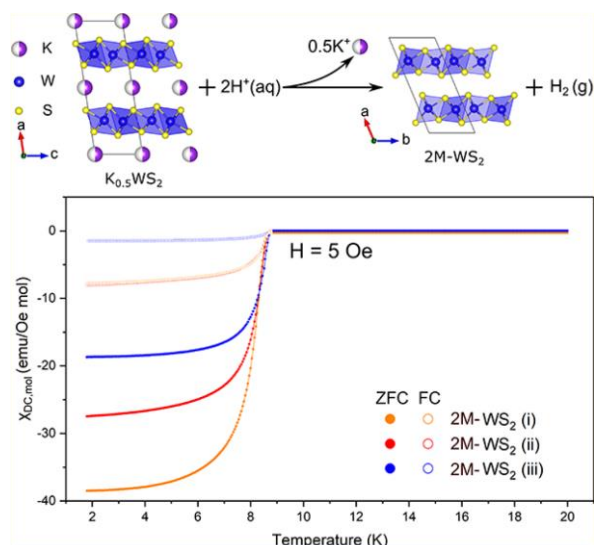 K
W
S
a
c
K₀.₅WS₂
+ 2H⁺(aq)
0.5K⁺
a
b
2M-WS₂
+ H₂(g)
H = 5 Oe
ZFC FC
2M-WS₂ (i)
2M-WS₂ (ii)
2M-WS₂ (iii)
0
-10
-20
-30
-40
χDC,mol (emu/Oe mol)
2 4 6 8 10 12 14 16 18 20
Temperature (K)